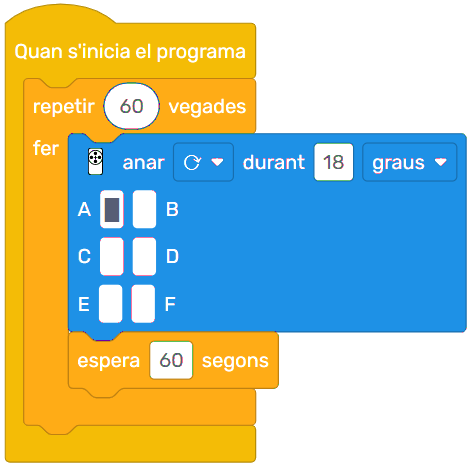 Quan s'inicia el programa
repetir 60 vegades
fer
anar durant 18 graus
A B
C D
E F
espera 60 segons